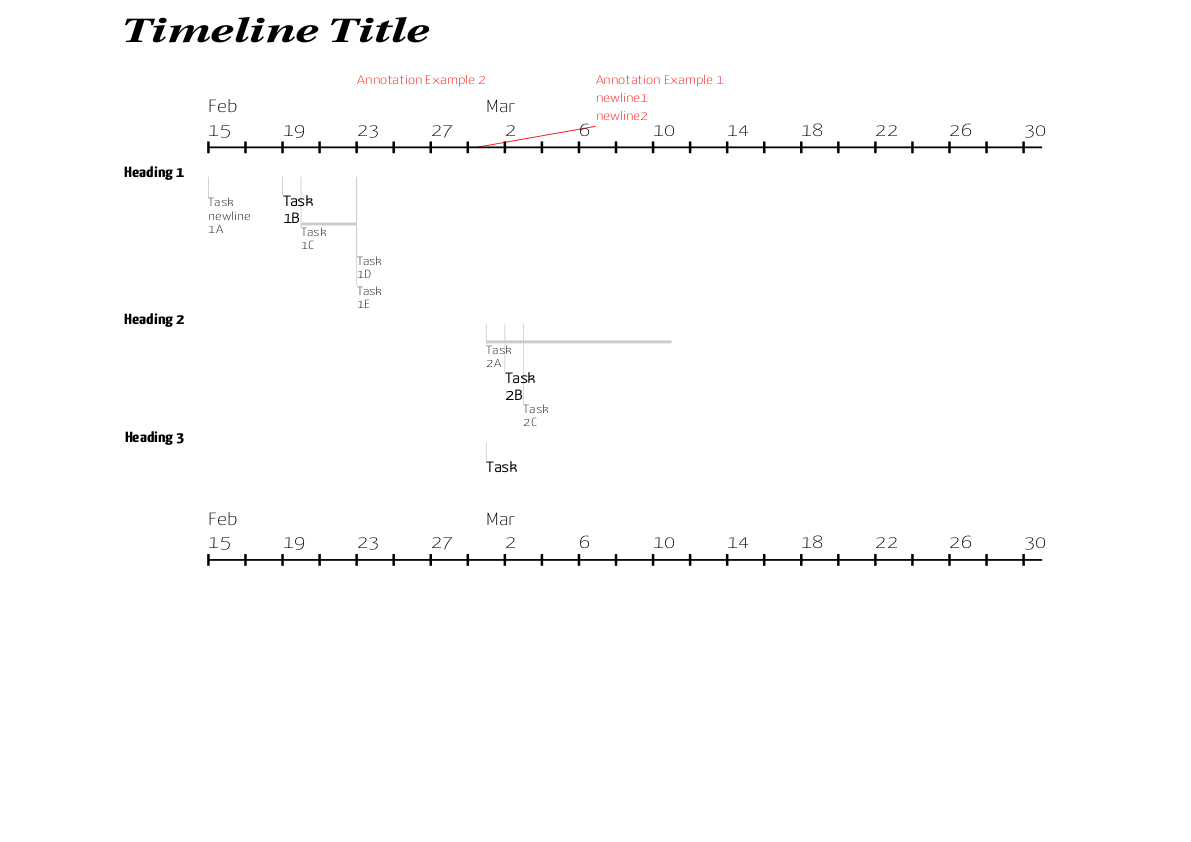 Timeline Title
Annotation Example 2
Annotation Example 1
newline1
newline2
Feb
Mar
15 19 23 27 2 6 10 14 18 22 26 30
Heading 1
Task
newline
1A
Task
1B
Task
1C
Task
1D
Task
1E
Heading 2
Task
2A
Task
2B
Task
2C
Heading 3
Task
Feb
Mar
15 19 23 27 2 6 10 14 18 22 26 30